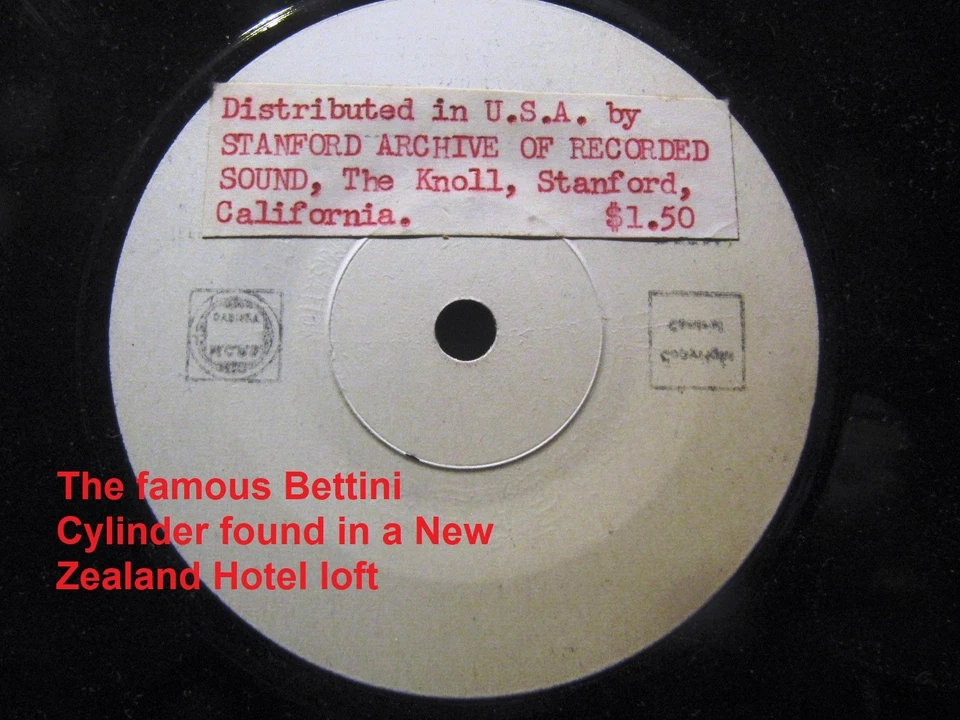 Distributed in U.S.A. by
STANFORD ARCHIVE OF RECORDED
SOUND, The Knoll, Stanford,
California. $1.50
The famous Bettini
Cylinder found in a New
Zealand Hotel loft